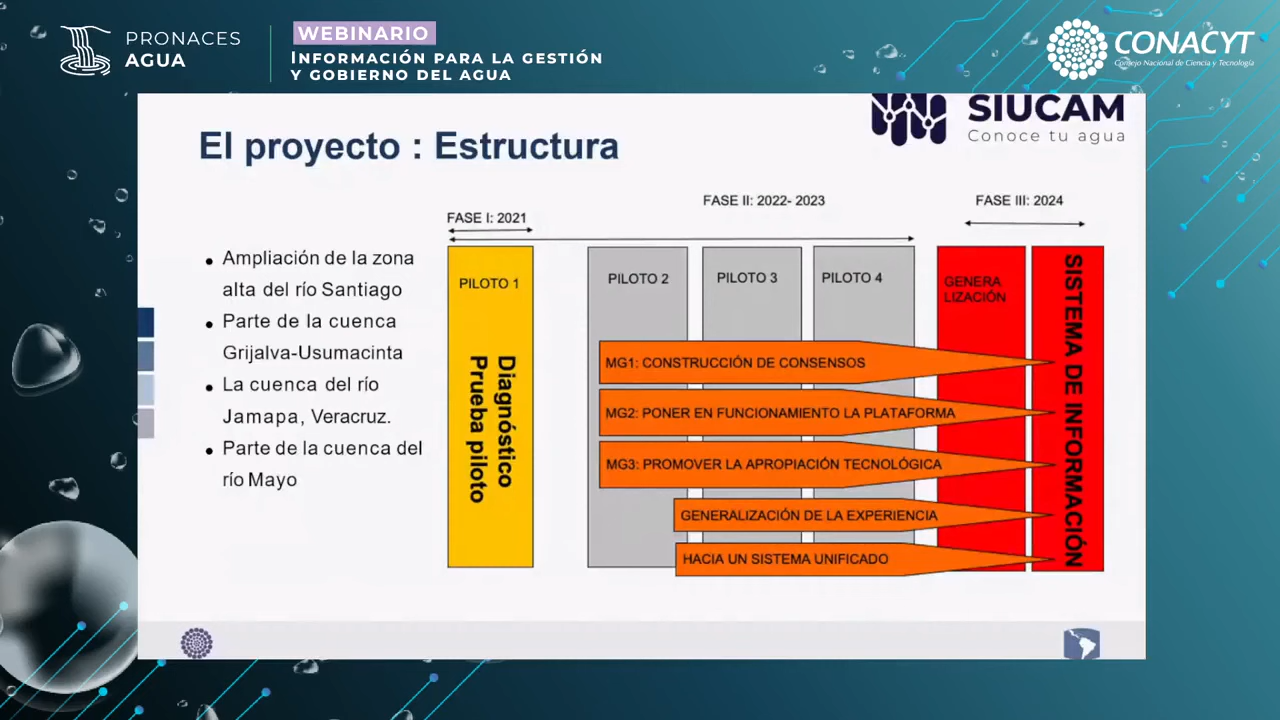 PRONACES
AGUA
WEBINARIO
INFORMACIÓN PARA LA GESTIÓN
Y GOBIERNO DEL AGUA
CONACYT
Consejo Nacional de Ciencia y Tecnología
SIUCAM
Conoce tu agua
El proyecto : Estructura
Ampliación de la zona
alta del río Santiago
Parte de la cuenca
Grijalva-Usumacinta
La cuenca del río
Jamapa, Veracruz.
Parte de la cuenca del
río Mayo
FASE I: 2021
FASE II: 2022- 2023
FASE III: 2024
PILOTO 1
Diagnóstico
Prueba piloto
PILOTO 2
PILOTO 3
PILOTO 4
GENERA
LIZACIÓN
SISTEMA DE INFORMACIÓN
MG1: CONSTRUCCIÓN DE CONSENSOS
MG2: PONER EN FUNCIONAMIENTO LA PLATAFORMA
MG3: PROMOVER LA APROPIACIÓN TECNOLÓGICA
GENERALIZACIÓN DE LA EXPERIENCIA
HACIA UN SISTEMA UNIFICADO